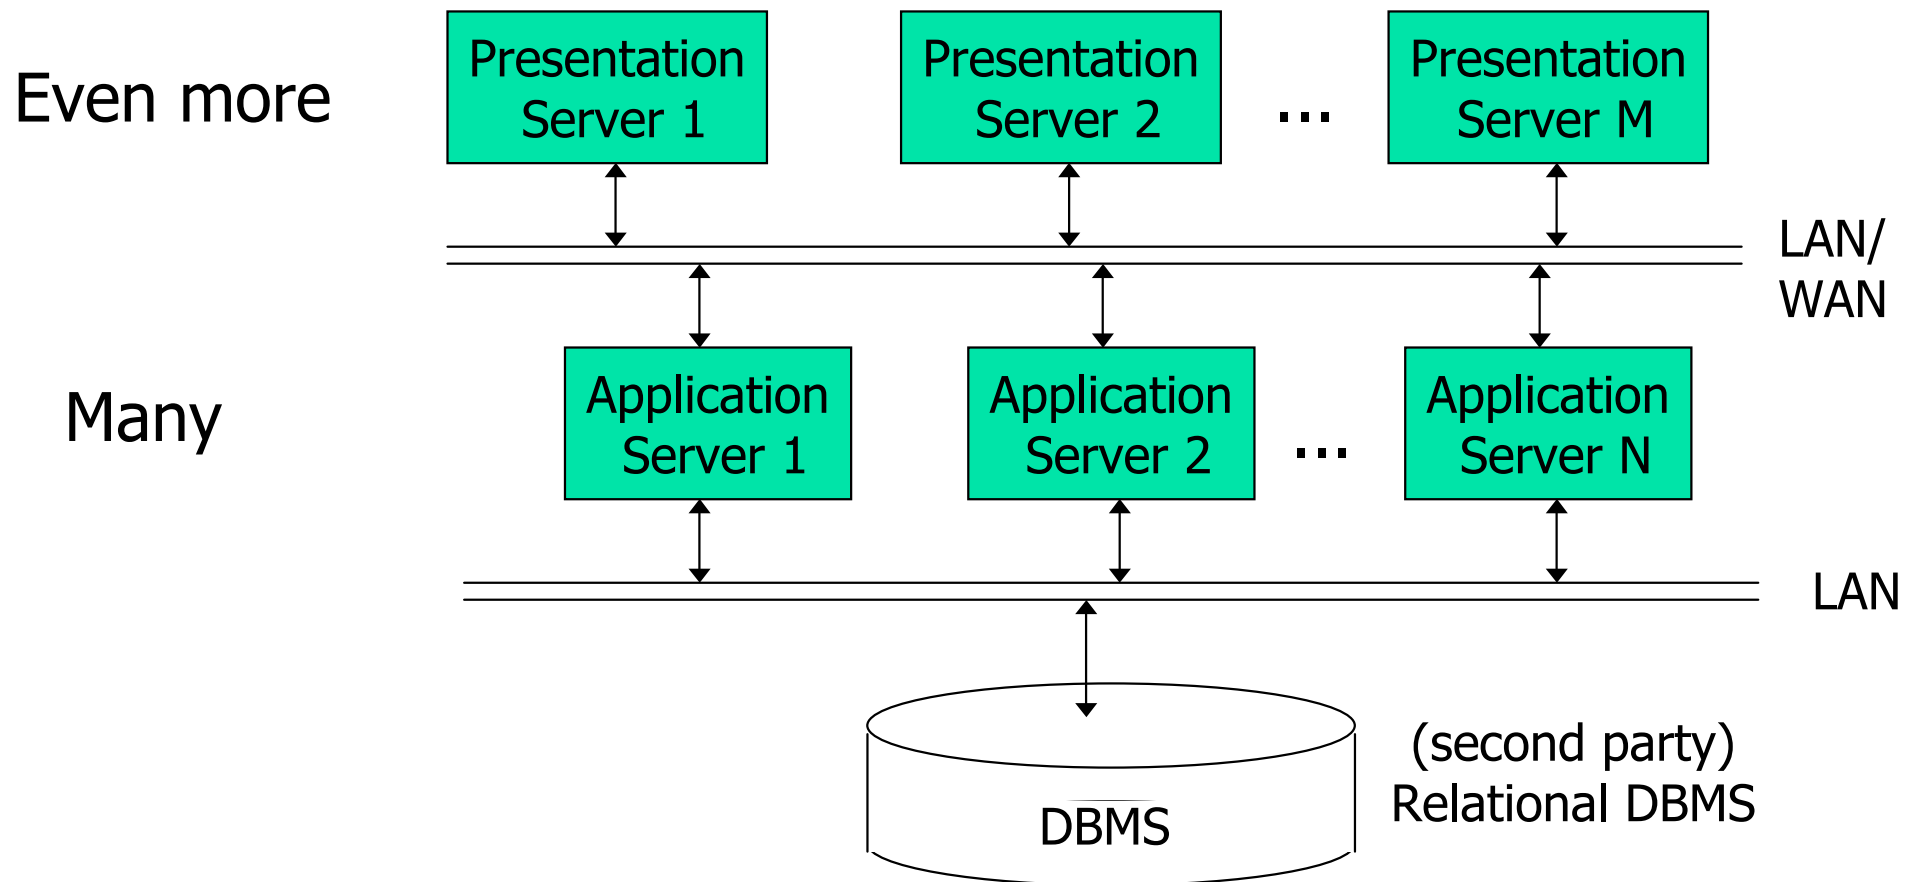 Even more
Presentation
Server 1
Presentation
Server 2
...
Presentation
Server M
LAN/
WAN
Many
Application
Server 1
Application
Server 2
...
Application
Server N
LAN
DBMS
(second party)
Relational DBMS